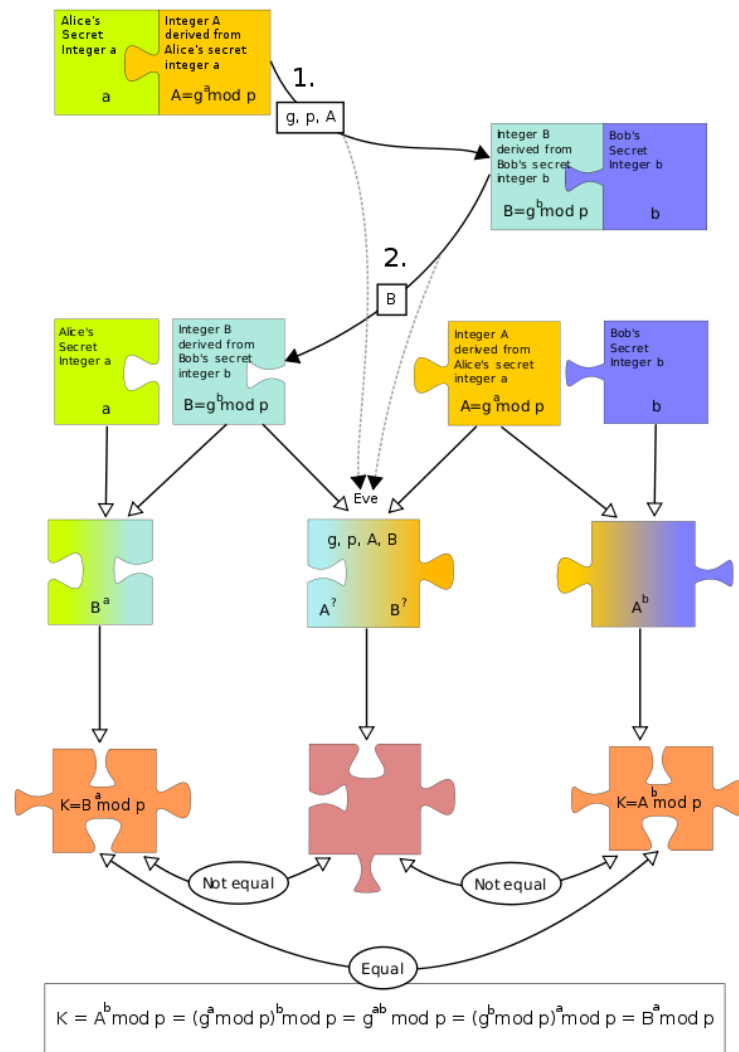 Alice's
Secret
Integer a
a
Integer A
derived from
Alice's secret
integer a
A=g^a mod p
1.
g, p, A
Integer B
derived from
Bob's secret
integer b
B=g^b mod p
Bob's
Secret
Integer b
b
2.
B
Alice's
Secret
Integer a
a
Integer B
derived from
Bob's secret
integer b
B=g^b mod p
Integer A
derived from
Alice's secret
integer a
A=g^a mod p
Bob's
Secret
Integer b
b
Eve
B^a
g, p, A, B
A^? B^?
A^b
K=B^a mod p
K=A^b mod p
Not equal
Not equal
Equal
K = A^b mod p = (g^a mod p)^b mod p = g^ab mod p = (g^b mod p)^a mod p = B^a mod p